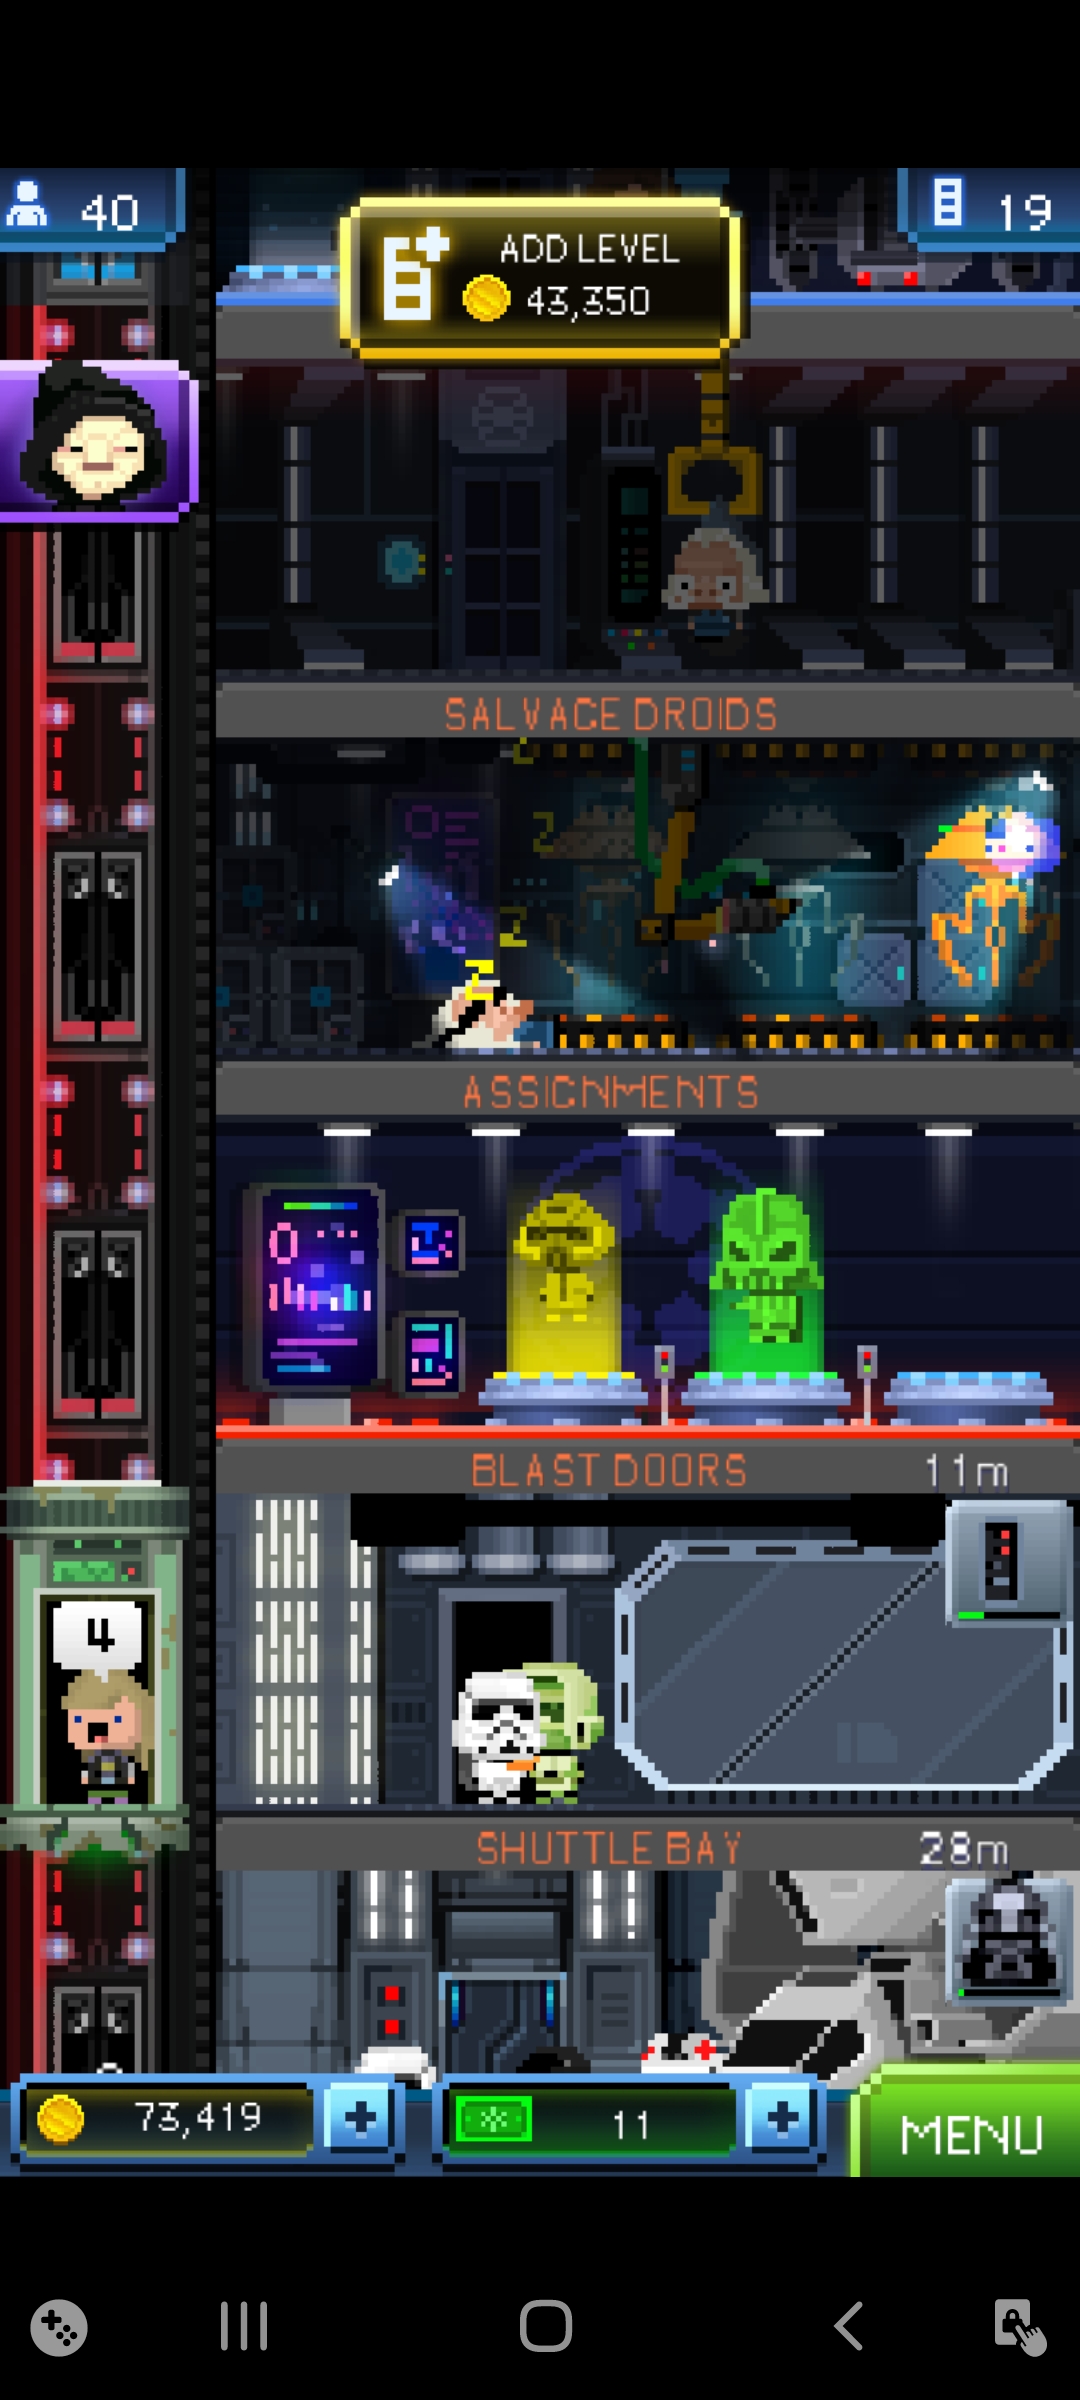 40
19
ADD LEVEL
43,350
SALVAGE DROIDS
Z
Z
Z
Z
ASSIGNMENTS
BLAST DOORS 11m
4
SHUTTLE BAY 28m
73,419
11
MENU